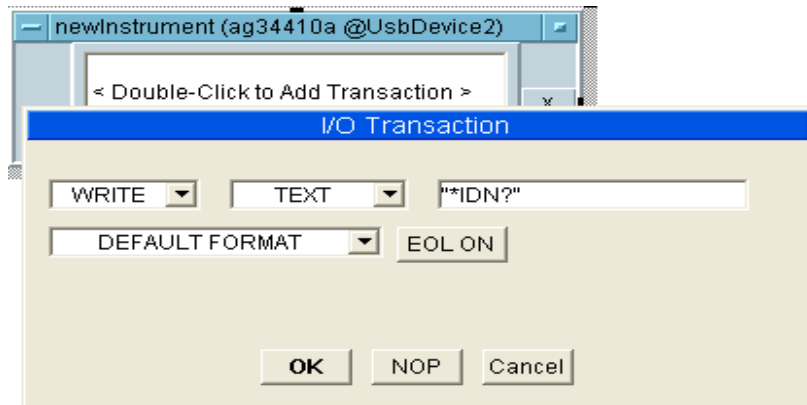 newInstrument (ag34410a @UsbDevice2)
< Double-Click to Add Transaction >
X
I/O Transaction
WRITE TEXT "*IDN?"
DEFAULT FORMAT EOL ON
OK NOP Cancel